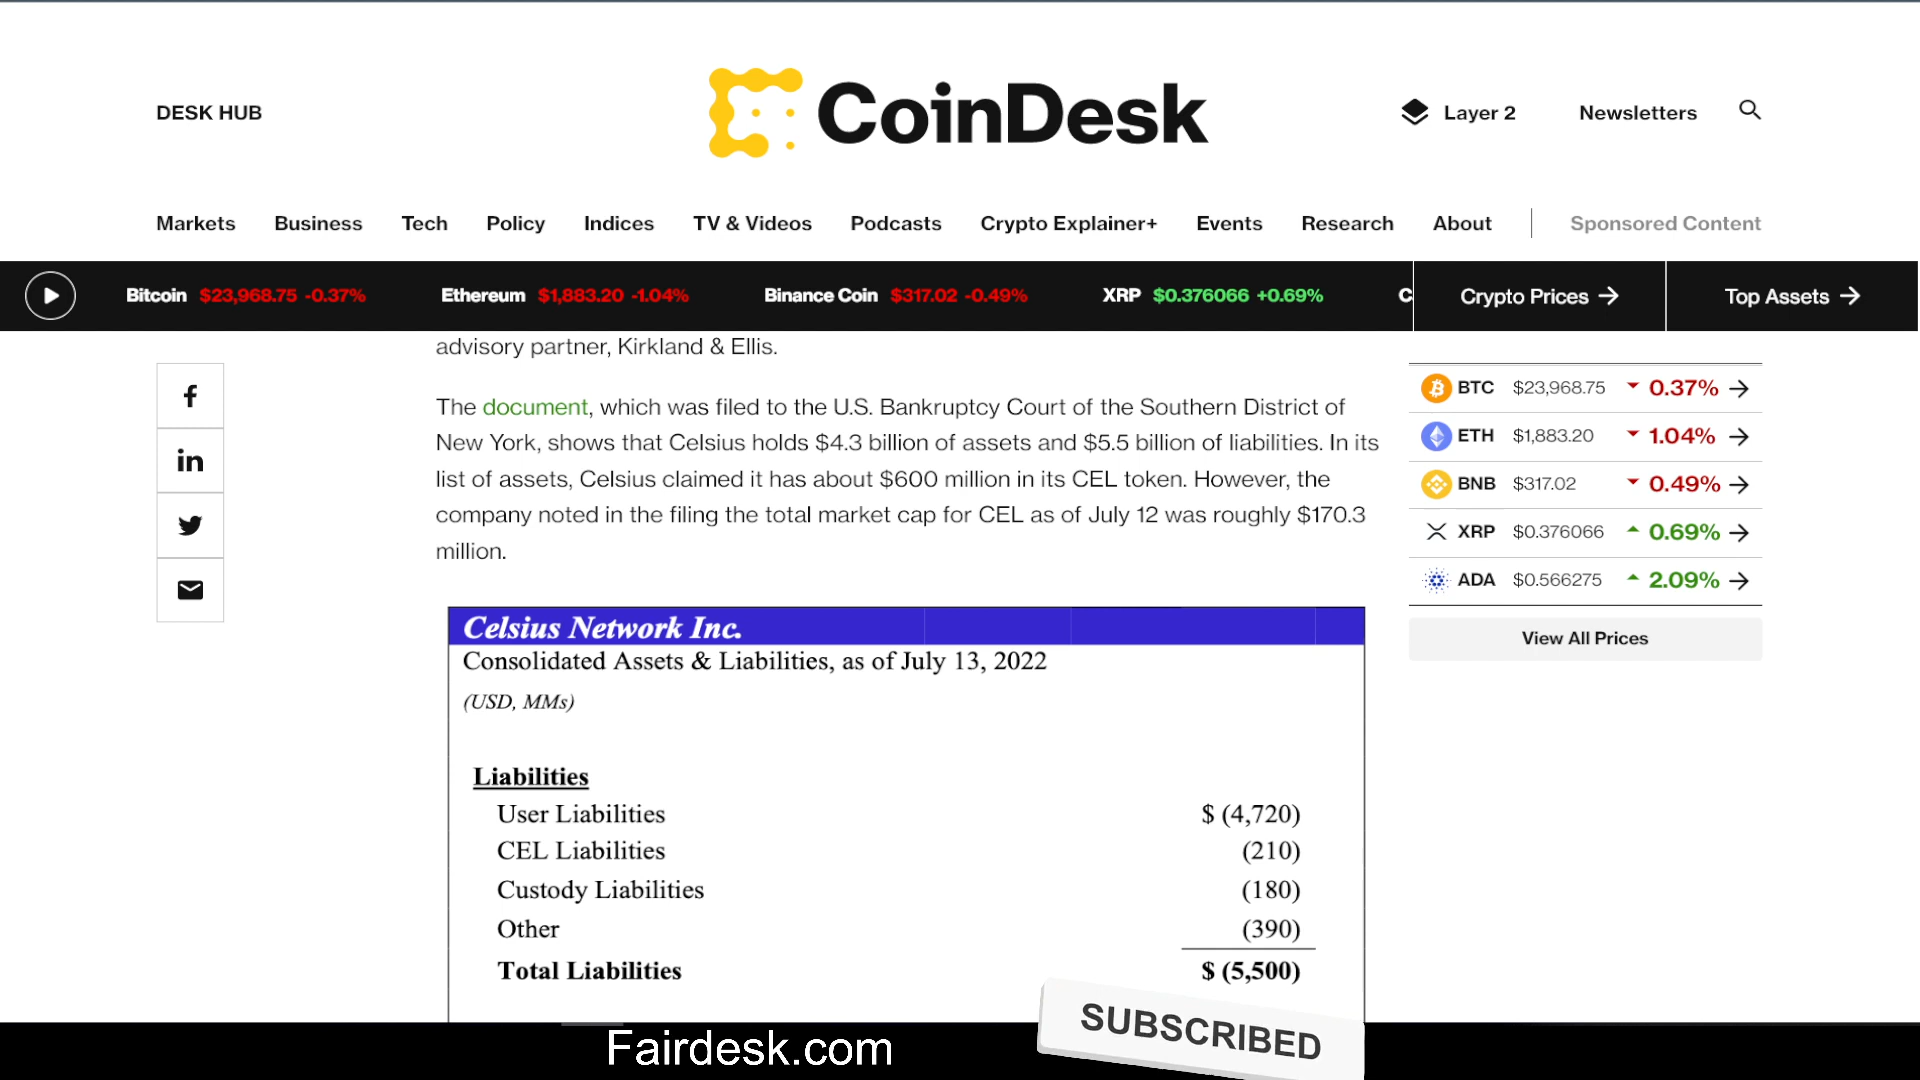 DESK HUB
CoinDesk
Layer 2
Newsletters
Markets Business Tech Policy Indices TV & Videos Podcasts Crypto Explainer+ Events Research About Sponsored Content
Bitcoin $23,968.75 -0.37% Ethereum $1,883.20 -1.04% Binance Coin $317.02 -0.49% XRP $0.376066 +0.69% C
Crypto Prices → Top Assets →
advisory partner, Kirkland & Ellis.
The document, which was filed to the U.S. Bankruptcy Court of the Southern District of
New York, shows that Celsius holds $4.3 billion of assets and $5.5 billion of liabilities. In its
list of assets, Celsius claimed it has about $600 million in its CEL token. However, the
company noted in the filing the total market cap for CEL as of July 12 was roughly $170.3
million.
BTC $23,968.75 0.37% →
ETH $1,883.20 1.04% →
BNB $317.02 0.49% →
XRP $0.376066 0.69% →
ADA $0.566275 2.09% →
View All Prices
f
in
Celsius Network Inc.
Consolidated Assets & Liabilities, as of July 13, 2022
(USD, MMs)
Liabilities
User Liabilities $ (4,720)
CEL Liabilities (210)
Custody Liabilities (180)
Other (390)
Total Liabilities $ (5,500)
SUBSCRIBED
Fairdesk.com